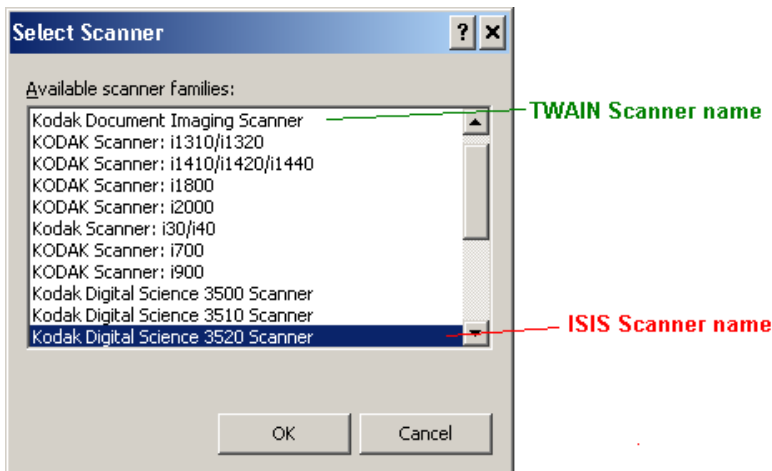 Select Scanner
Available scanner families:
Kodak Document Imaging Scanner
TWAIN Scanner name
KODAK Scanner: i1310/i1320
KODAK Scanner: i1410/i1420/i1440
KODAK Scanner: i1800
KODAK Scanner: i2000
Kodak Scanner: i30/i40
KODAK Scanner: i700
KODAK Scanner: i900
Kodak Digital Science 3500 Scanner
Kodak Digital Science 3510 Scanner
Kodak Digital Science 3520 Scanner
ISIS Scanner name
OK
Cancel